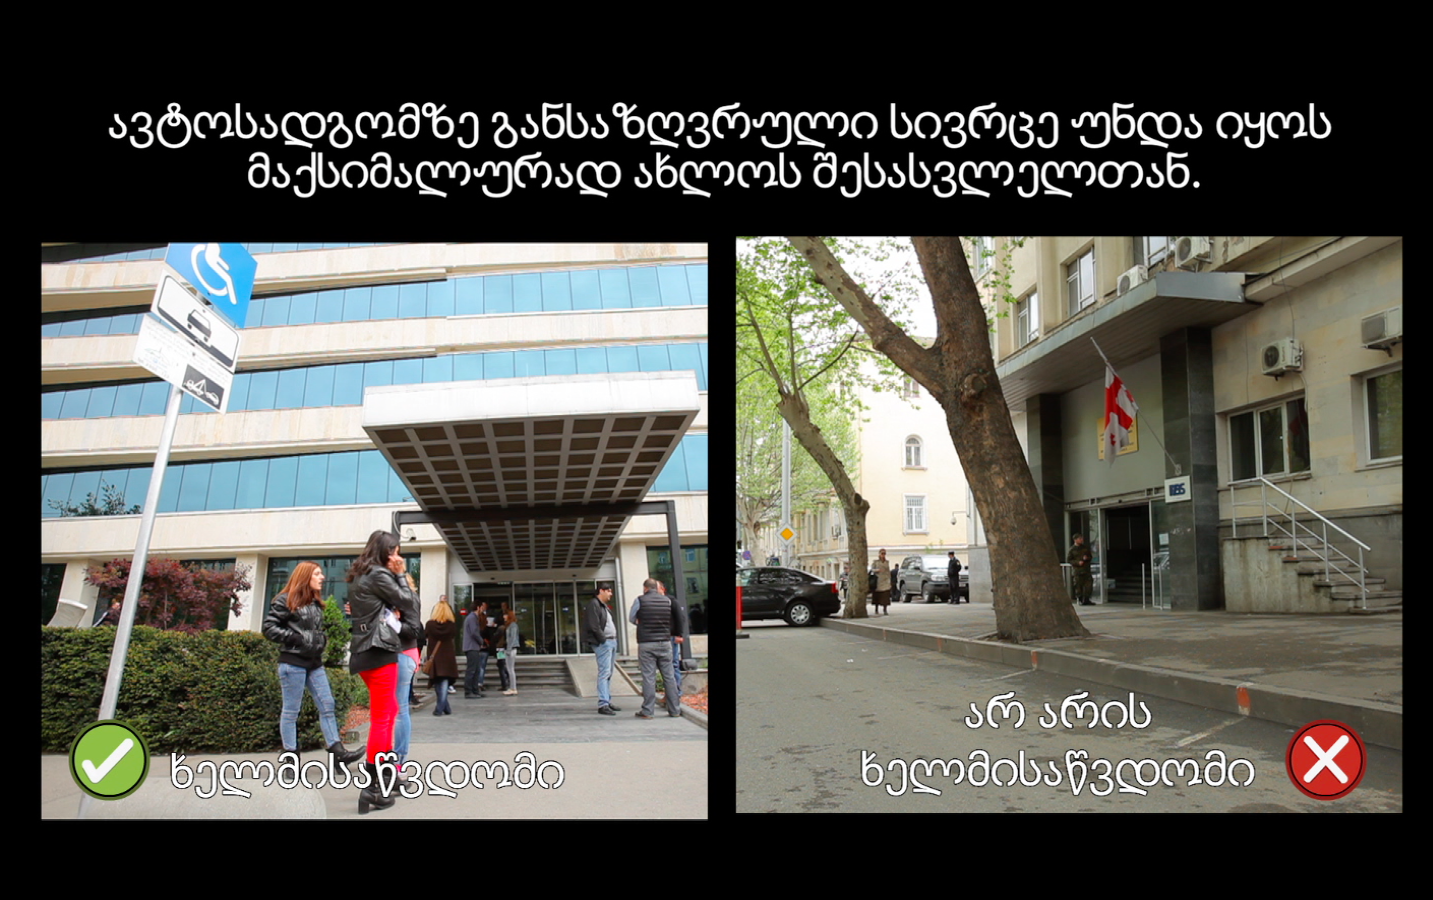 ავტოსადგომზე განსაზღვრული სივრცე უნდა იყოს
მაქსიმალურად ახლოს შესასვლელთან.
ხელმისაწვდომი
არ არის
ხელმისაწვდომი